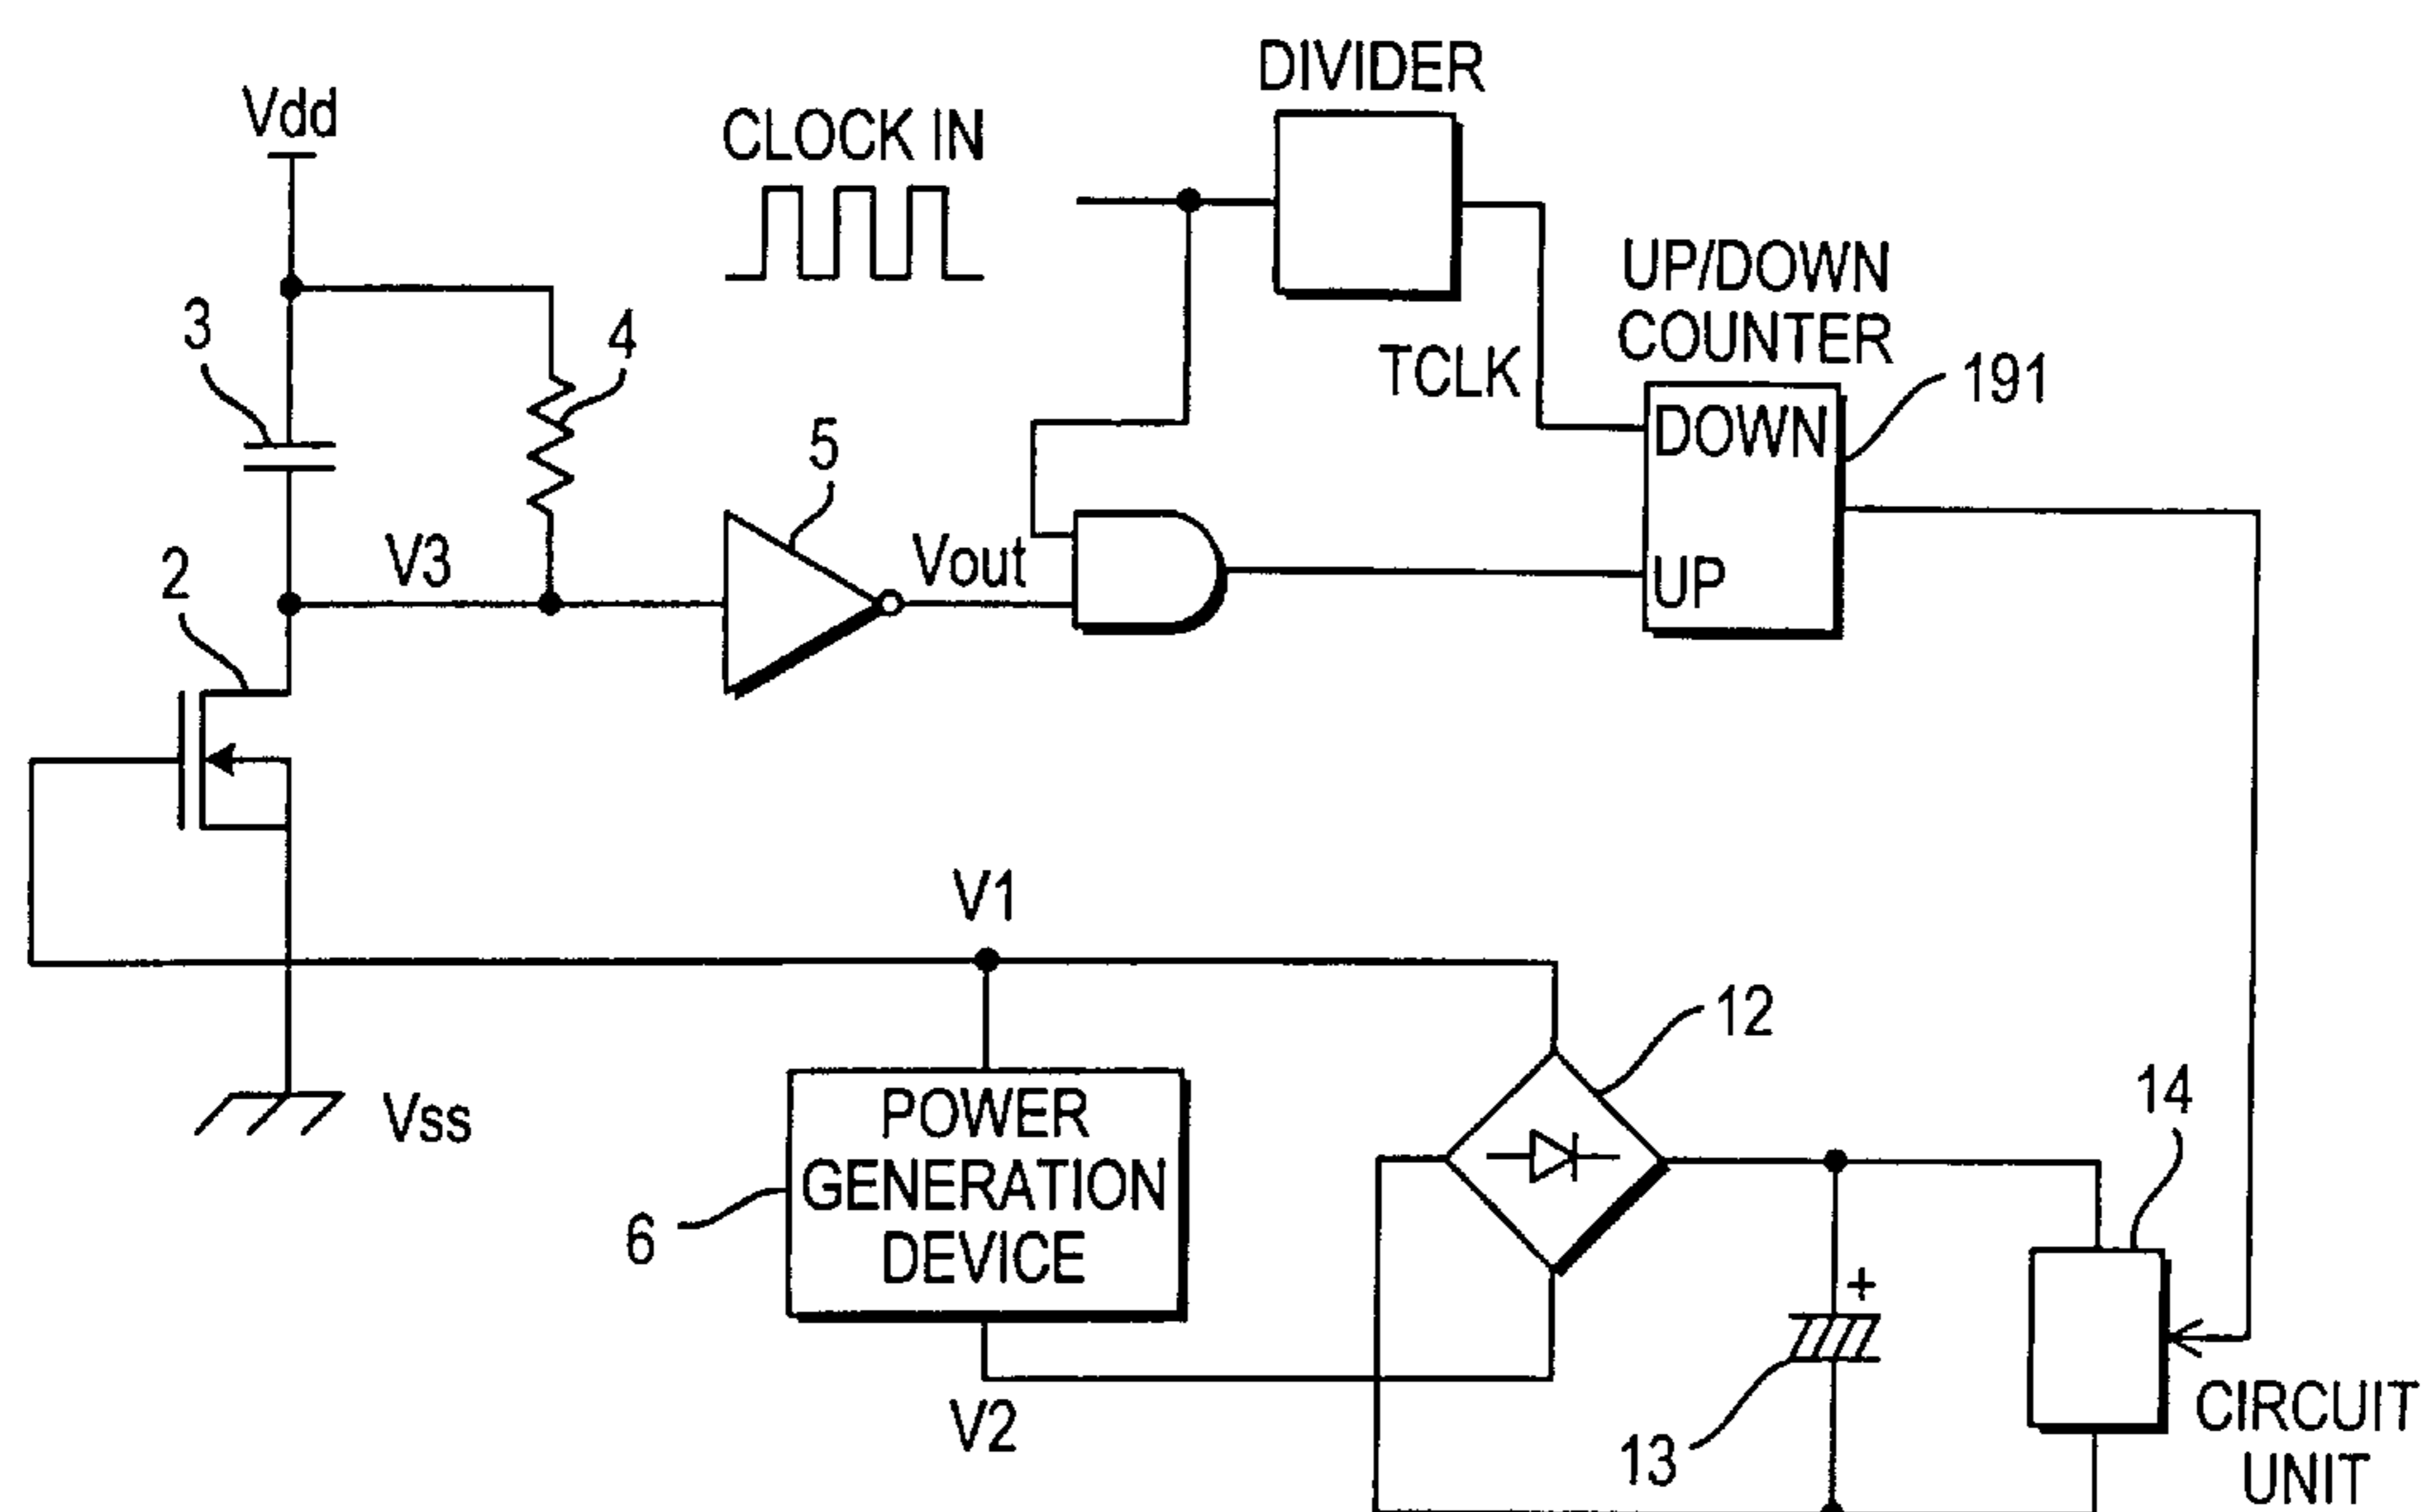 DIVIDER
Vdd
CLOCK IN
UP/DOWN
COUNTER
3
4
TCLK
191
DOWN
5
V3
Vout
2
UP
V1
12
14
Vss
POWER
GENERATION
DEVICE
6
+
V2
13
CIRCUIT
UNIT